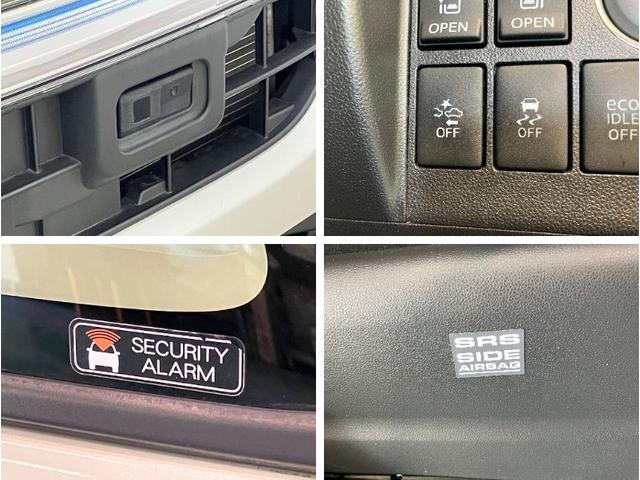 OPEN
OPEN
OFF
OFF
eco
IDLE
OFF
SECURITY
ALARM
SRS
SIDE
AIRBAG